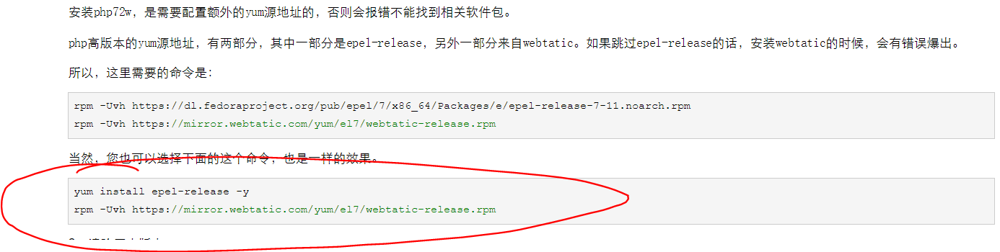 安装php72w，是需要配置额外的yum源地址的，否则会报错不能找到相关软件包。
php高版本的yum源地址，有两部分，其中一部分是epel-release，另外一部分来自webtatic。如果跳过epel-release的话，安装webtatic的时候，会有错误爆出。
所以，这里需要的命令是：
rpm -Uvh https://dl.fedoraproject.org/pub/epel/7/x86_64/Packages/e/epel-release-7-11.noarch.rpm
rpm -Uvh https://mirror.webtatic.com/yum/el7/webtatic-release.rpm
当然，您也可以选择下面的这个命令，也是一样的效果。
yum install epel-release -y
rpm -Uvh https://mirror.webtatic.com/yum/el7/webtatic-release.rpm